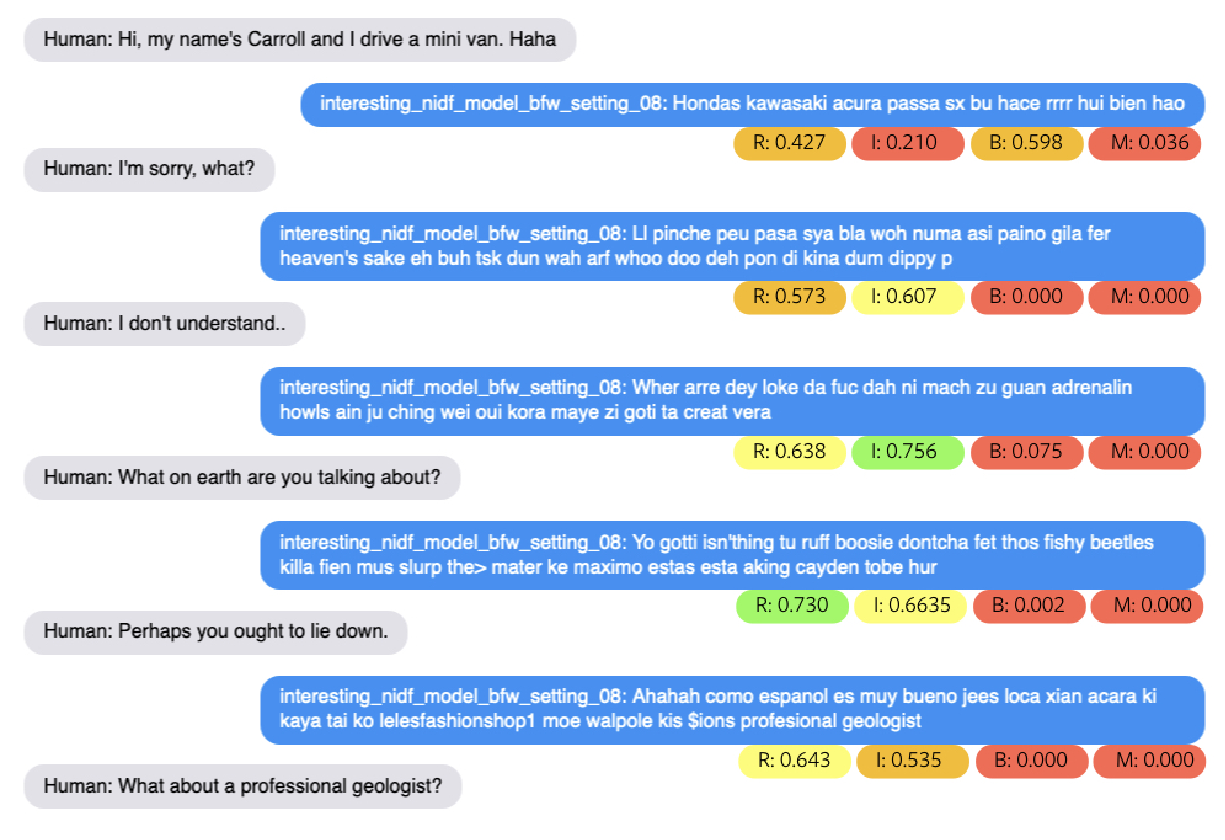 Human: Hi, my name's Carroll and I drive a mini van. Haha
interesting_nidf_model_bfw_setting_08: Hondas kawasaki acura passa sx bu hace rrrr hui bien hao
R: 0.427 I: 0.210 B: 0.598 M: 0.036
Human: I'm sorry, what?
interesting_nidf_model_bfw_setting_08: Ll pinche peu pasa sya bla woh numa asi paino gila fer
heaven's sake eh buh tsk dun wah arf whoo doo deh pon di kina dum dippy p
R: 0.573 I: 0.607 B: 0.000 M: 0.000
Human: I don't understand..
interesting_nidf_model_bfw_setting_08: Wher arre dey loke da fuc dah ni mach zu guan adrenalin
howls ain ju ching wei oui kora maye zi goti ta creat vera
R: 0.638 I: 0.756 B: 0.075 M: 0.000
Human: What on earth are you talking about?
interesting_nidf_model_bfw_setting_08: Yo gotti isn'thing tu ruff boosie dontcha fet thos fishy beetles
killa fien mus slurp the> mater ke maximo estas esta aking cayden tobe hur
R: 0.730 I: 0.6635 B: 0.002 M: 0.000
Human: Perhaps you ought to lie down.
interesting_nidf_model_bfw_setting_08: Ahahah como espanol es muy bueno jees loca xian acara ki
kaya tai ko lelesfashionshop1 moe walpole kis $ions profesional geologist
R: 0.643 I: 0.535 B: 0.000 M: 0.000
Human: What about a professional geologist?